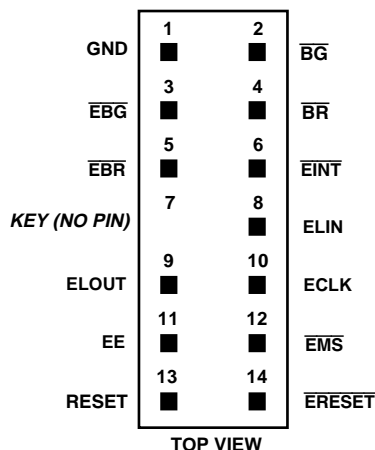 1 2
GND BG
3 4
EBG BR
5 6
EBR EINT
7 8
KEY (NO PIN) ELIN
9 10
ELOUT ECLK
11 12
EE EMS
13 14
RESET ERESET
TOP VIEW